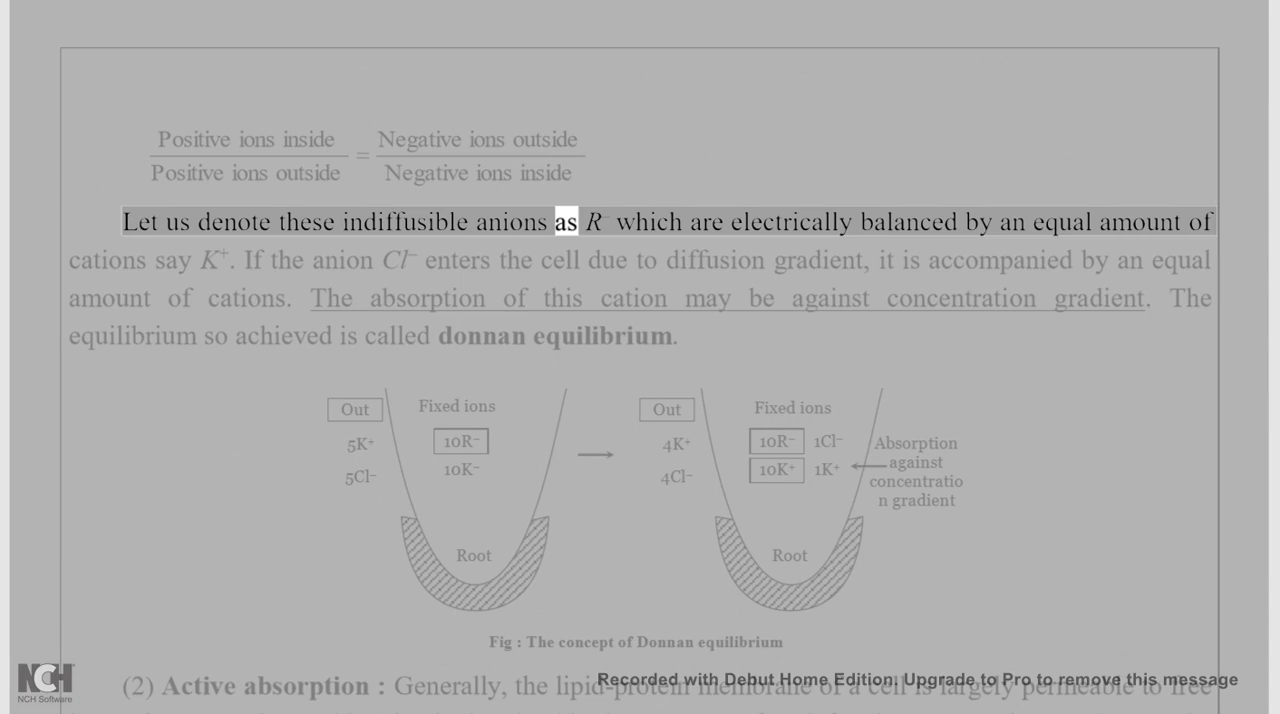 Positive ions inside / Positive ions outside = Negative ions outside / Negative ions inside
Let us denote these indiffusible anions as R⁻ which are electrically balanced by an equal amount of
cations say K⁺. If the anion Cl⁻ enters the cell due to diffusion gradient, it is accompanied by an equal
amount of cations. The absorption of this cation may be against concentration gradient. The
equilibrium so achieved is called donnan equilibrium.
Out
Fixed ions
5K⁺
10R⁻
5Cl⁻
10K⁻
Root
Out
Fixed ions
4K⁺
10R⁻ 1Cl⁻
4Cl⁻
10K⁺ 1K⁺
Absorption
against
concentratio
n gradient
Root
Fig : The concept of Donnan equilibrium
(2) Active absorption : Generally, the lipid-protein membrane of a cell is largely permeable to free
Recorded with Debut Home Edition. Upgrade to Pro to remove this message
NCH
NCH Software